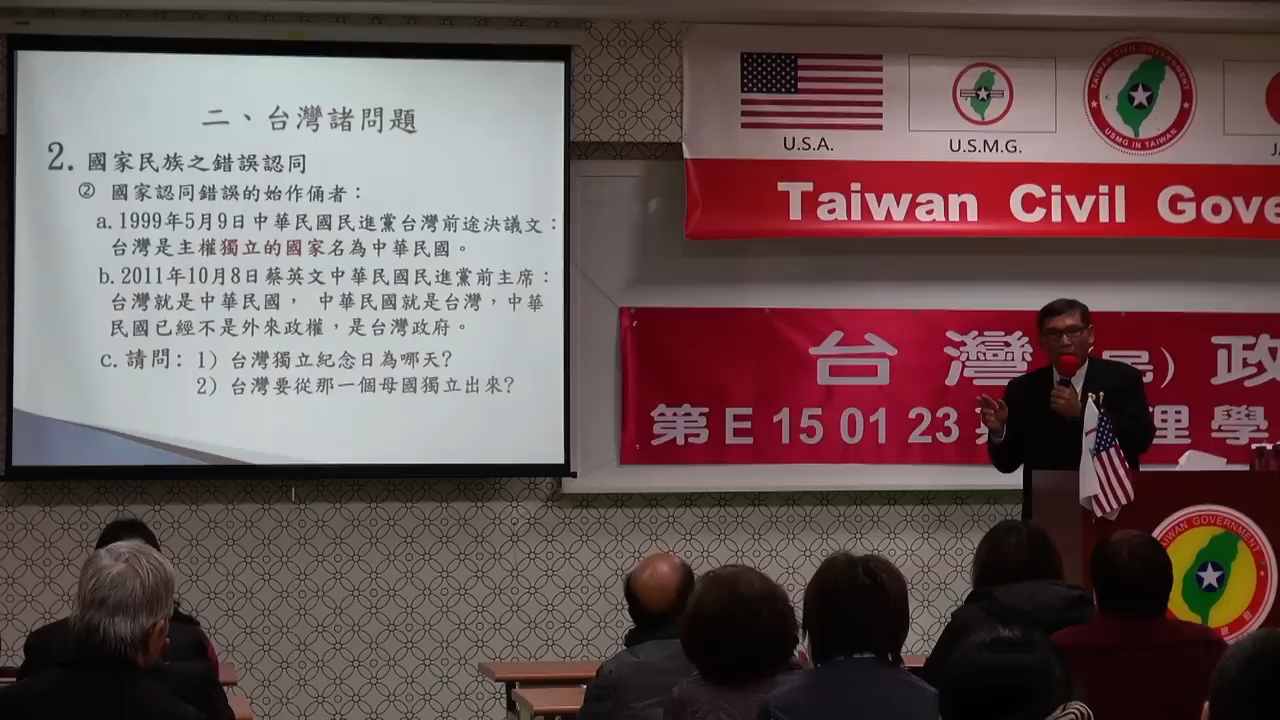 二、台灣諸問題
2. 國家民族之錯誤認同
② 國家認同錯誤的始作俑者：
a. 1999年5月9日中華民國民進黨台灣前途決議文：
台灣是主權獨立的國家名為中華民國。
b. 2011年10月8日蔡英文中華民國民進黨前主席：
台灣就是中華民國， 中華民國就是台灣，中華
民國已經不是外來政權，是台灣政府。
c. 請問： 1) 台灣獨立紀念日為哪天？
2) 台灣要從那一個母國獨立出來？
U.S.A.
U.S.M.G.
TAIWAN CIVIL GOVERNMENT
USMG IN TAIWAN
J
Taiwan Civil Gove
台灣 民）政
第E 15 01 23 理學
IWAN GOVERNMENT